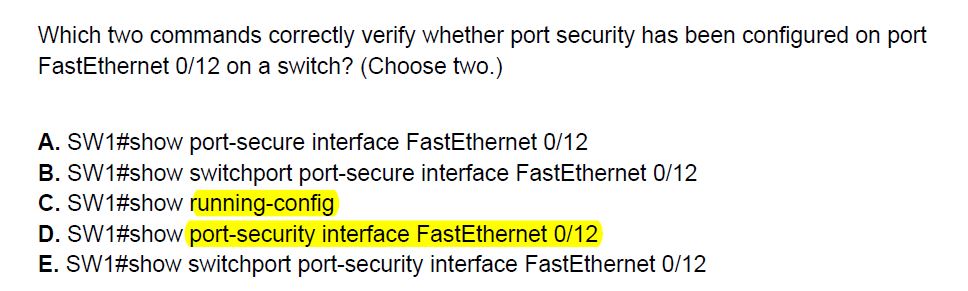 Which two commands correctly verify whether port security has been configured on port
FastEthernet 0/12 on a switch? (Choose two.)
A. SW1#show port-secure interface FastEthernet 0/12
B. SW1#show switchport port-secure interface FastEthernet 0/12
C. SW1#show running-config
D. SW1#show port-security interface FastEthernet 0/12
E. SW1#show switchport port-security interface FastEthernet 0/12